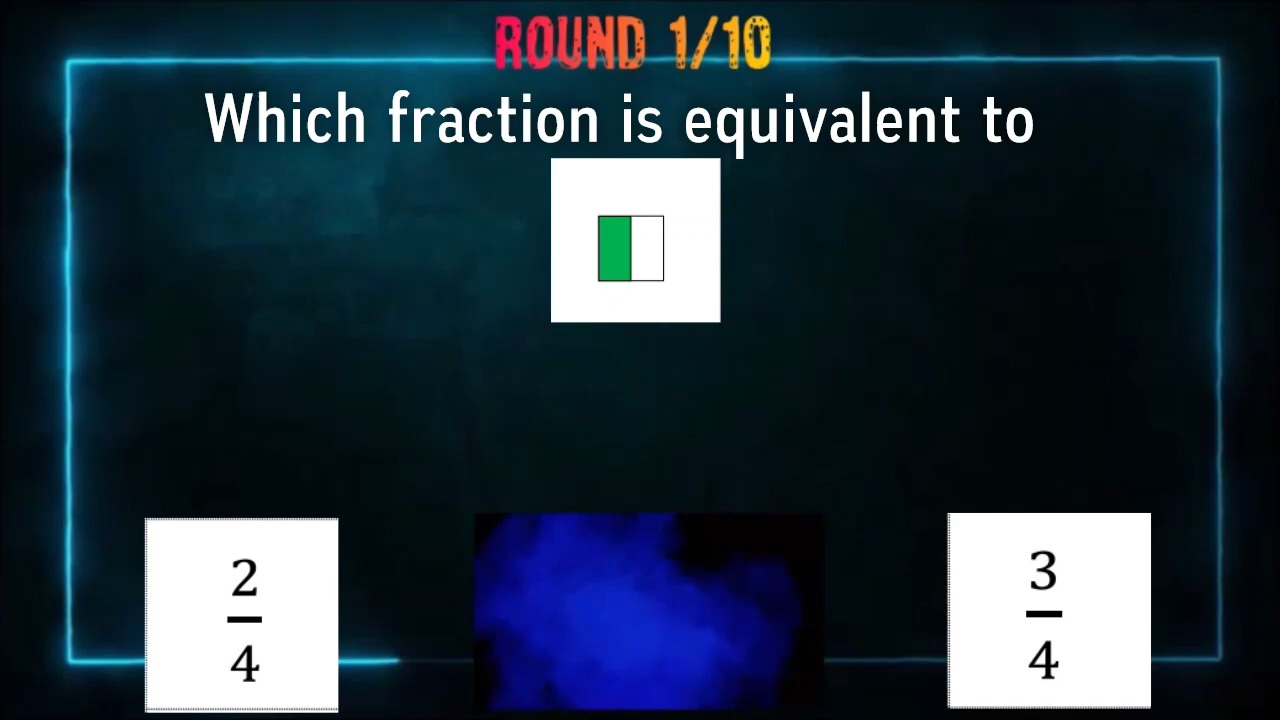 ROUND 1/10
Which fraction is equivalent to
2/4
3/4